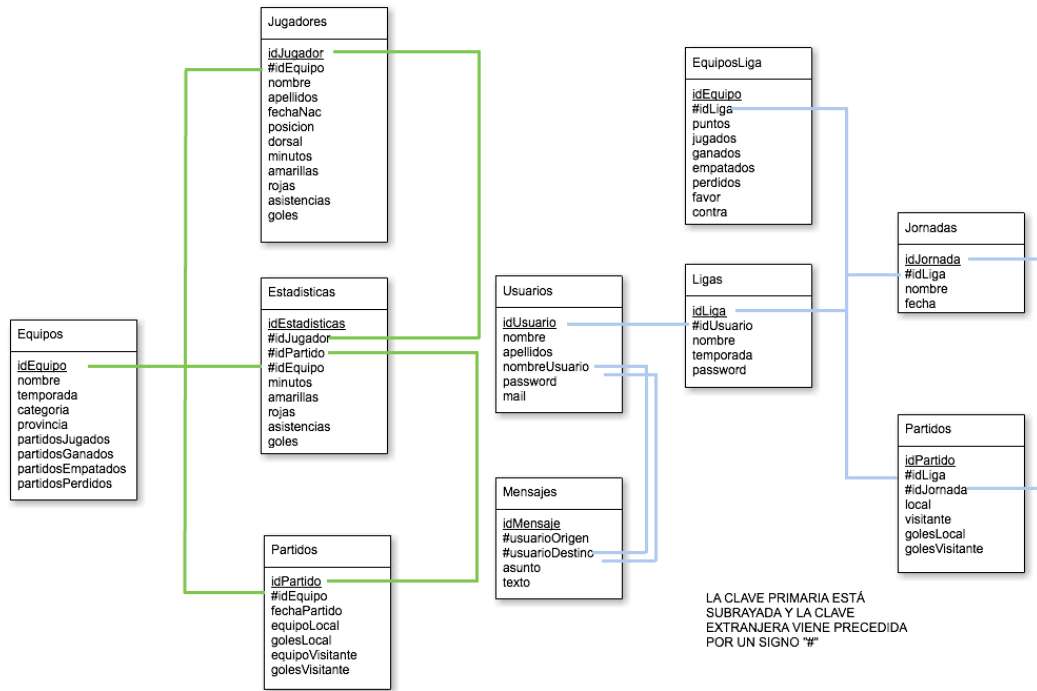 Jugadores
idJugador
#idEquipo
nombre
apellidos
fechaNac
posicion
dorsal
minutos
amarillas
rojas
asistencias
goles
Estadisticas
idEstadisticas
#idJugador
#idPartido
#idEquipo
minutos
amarillas
rojas
asistencias
goles
Equipos
idEquipo
nombre
temporada
categoria
provincia
partidosJugados
partidosGanados
partidosEmpatados
partidosPerdidos
Partidos
idPartido
#idEquipo
fechaPartido
equipoLocal
golesLocal
equipoVisitante
golesVisitante
Usuarios
idUsuario
nombre
apellidos
nombreUsuario
password
mail
Mensajes
idMensaje
#usuarioOrigen
#usuarioDestino
asunto
texto
EquiposLiga
idEquipo
#idLiga
puntos
jugados
ganados
empatados
perdidos
favor
contra
Ligas
idLiga
#idUsuario
nombre
temporada
password
Jornadas
idJornada
#idLiga
nombre
fecha
Partidos
idPartido
#idLiga
#idJornada
local
visitante
golesLocal
golesVisitante
LA CLAVE PRIMARIA ESTÁ
SUBRAYADA Y LA CLAVE
EXTRANJERA VIENE PRECEDIDA
POR UN SIGNO "#"